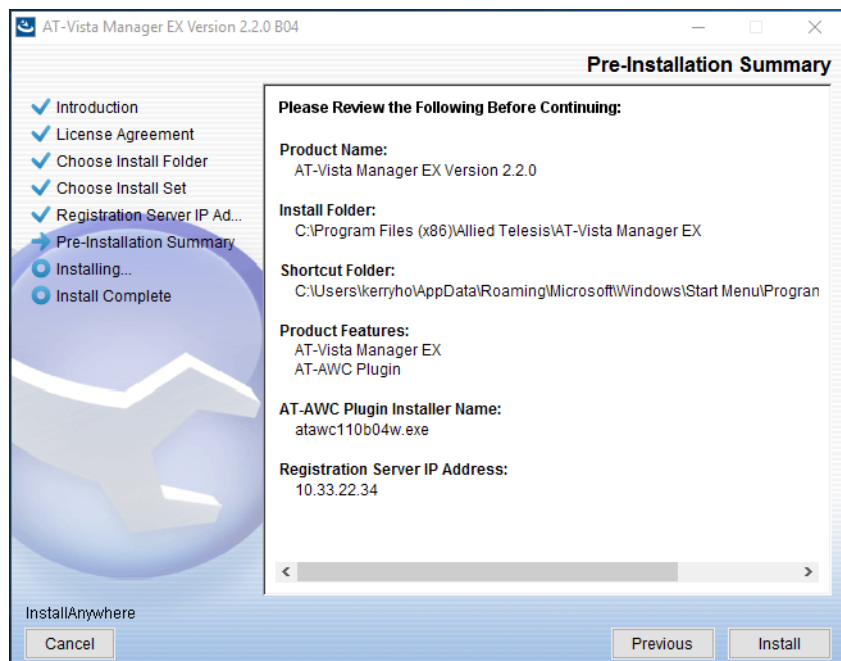 AT-Vista Manager EX Version 2.2.0 B04
Pre-Installation Summary
Introduction
License Agreement
Choose Install Folder
Choose Install Set
Registration Server IP Ad...
Pre-Installation Summary
Installing...
Install Complete
Please Review the Following Before Continuing:
Product Name:
AT-Vista Manager EX Version 2.2.0
Install Folder:
C:\Program Files (x86)\Allied Telesis\AT-Vista Manager EX
Shortcut Folder:
C:\Users\kerryho\AppData\Roaming\Microsoft\Windows\Start Menu\Program
Product Features:
AT-Vista Manager EX
AT-AWC Plugin
AT-AWC Plugin Installer Name:
atawc110b04w.exe
Registration Server IP Address:
10.33.22.34
InstallAnywhere
Cancel
Previous
Install